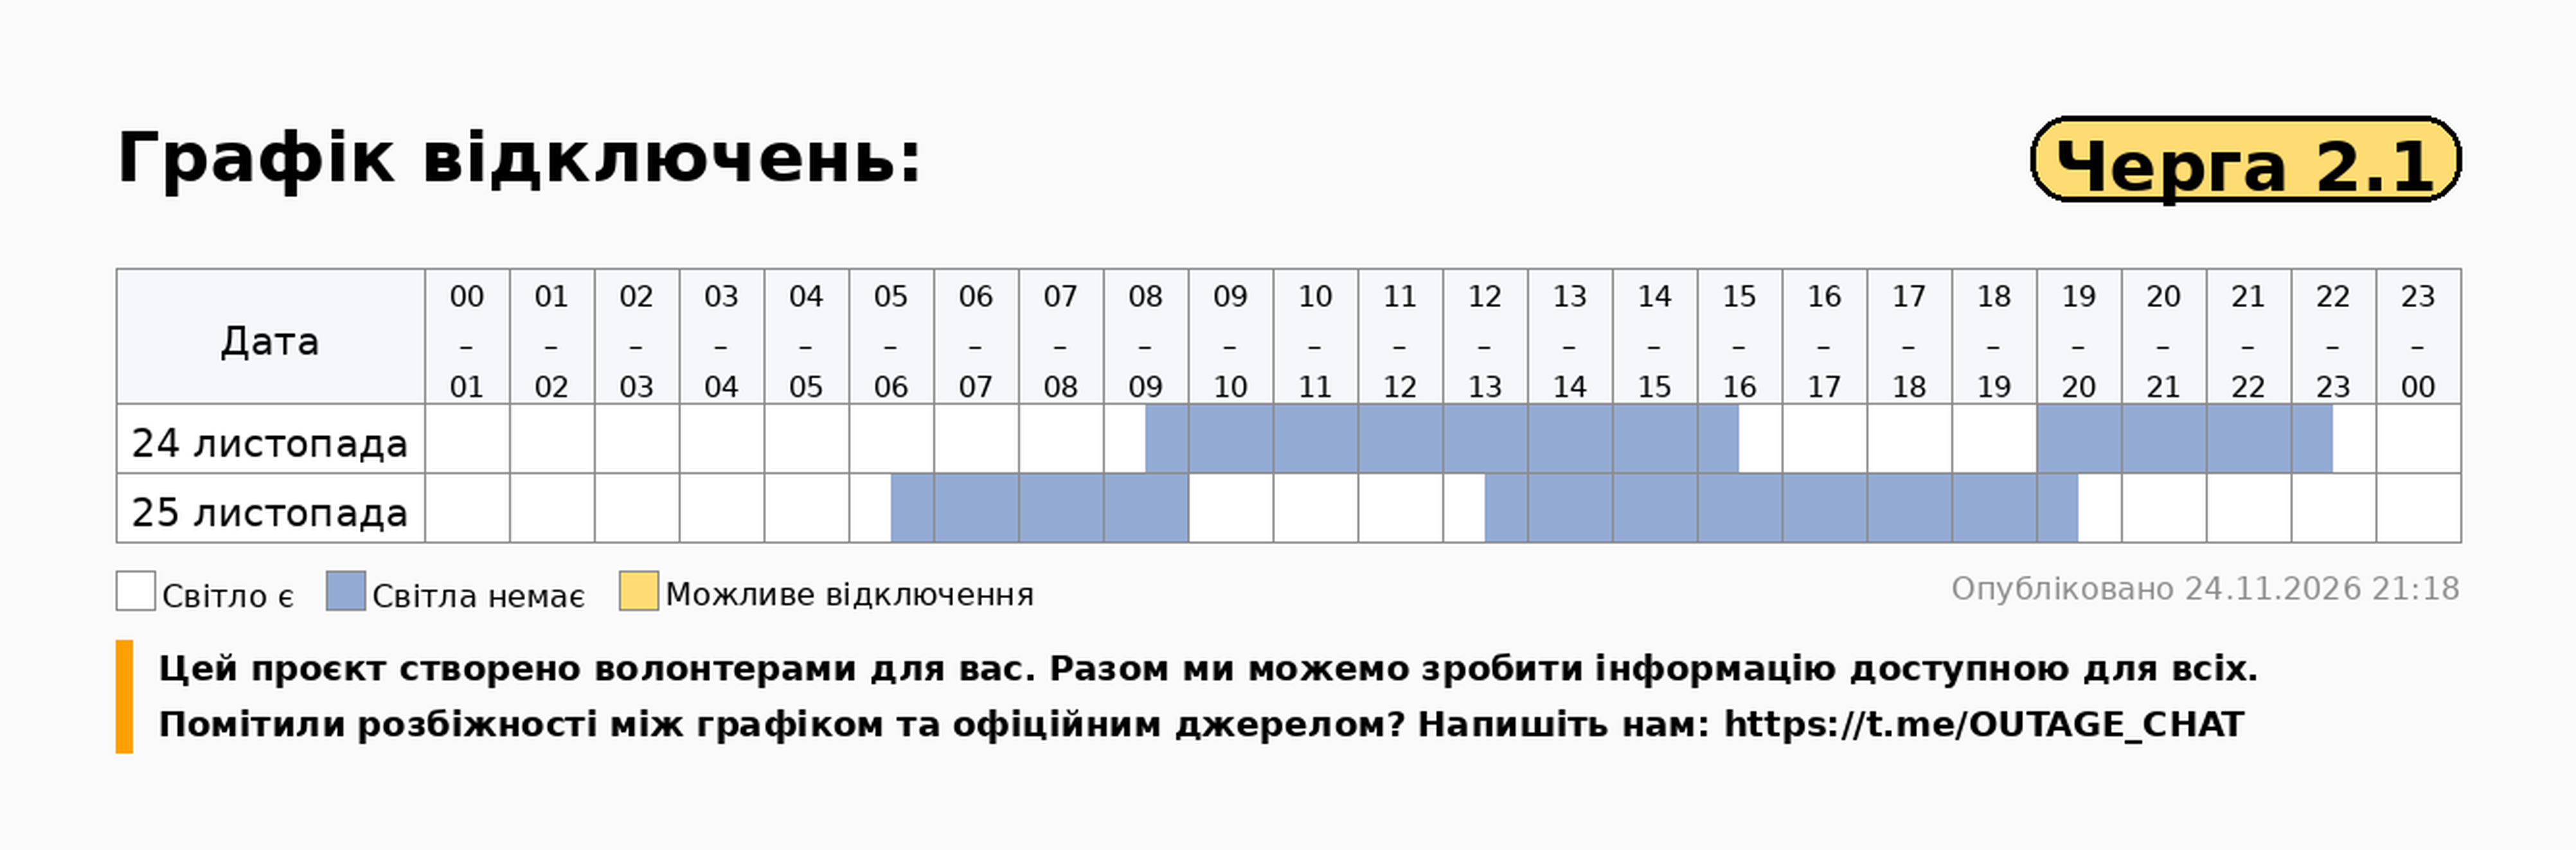 Графік відключень:
Черга 2.1
Дата 00 – 01 01 – 02 02 – 03 03 – 04 04 – 05 05 – 06 06 – 07 07 – 08 08 – 09 09 – 10 10 – 11 11 – 12 12 – 13 13 – 14 14 – 15 15 – 16 16 – 17 17 – 18 18 – 19 19 – 20 20 – 21 21 – 22 22 – 23 23 – 00
24 листопада
25 листопада
Світло є Світла немає Можливе відключення
Опубліковано 24.11.2026 21:18
Цей проєкт створено волонтерами для вас. Разом ми можемо зробити інформацію доступною для всіх.
Помітили розбіжності між графіком та офіційним джерелом? Напишіть нам: https://t.me/OUTAGE_CHAT